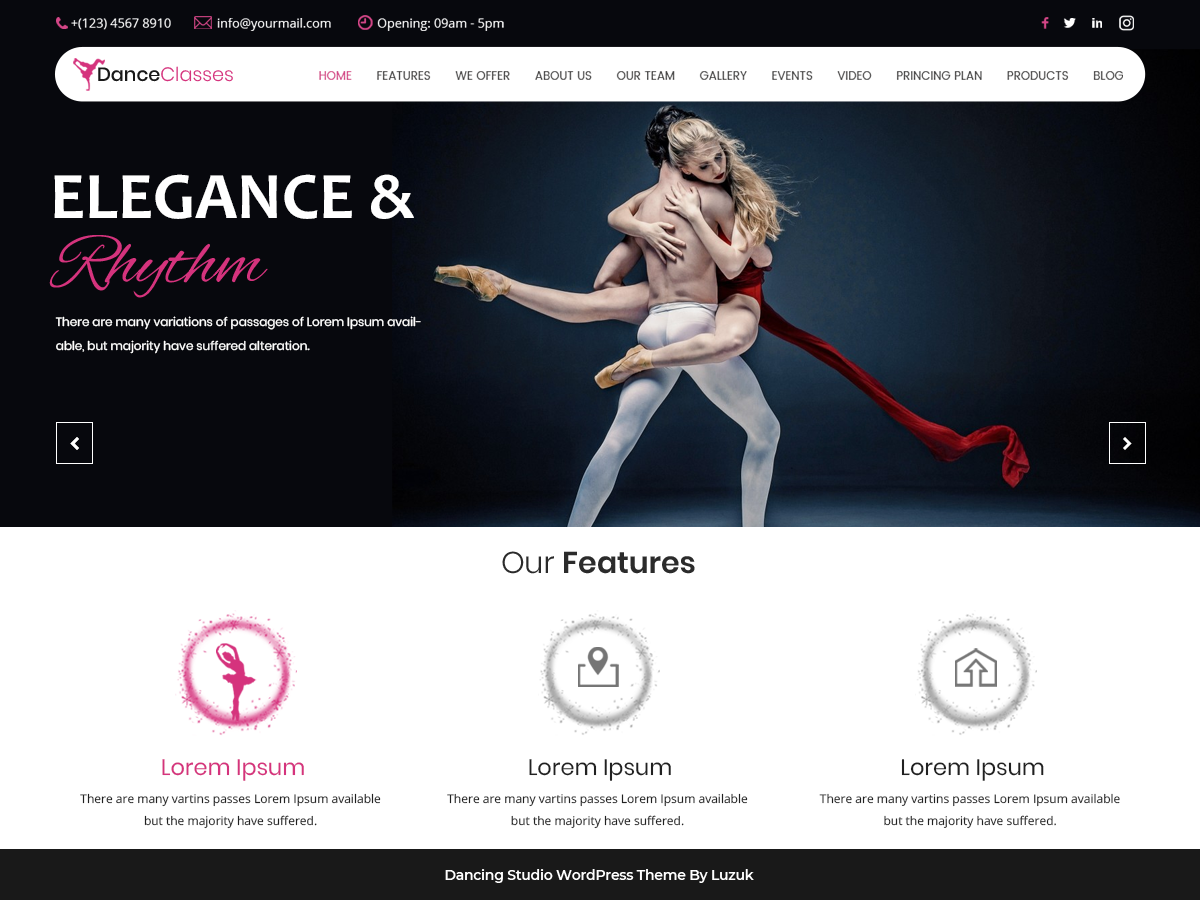 +(123) 4567 8910 info@yourmail.com Opening: 09am - 5pm
DanceClasses HOME FEATURES WE OFFER ABOUT US OUR TEAM GALLERY EVENTS VIDEO PRINCING PLAN PRODUCTS BLOG
ELEGANCE &
Rhythm
There are many variations of passages of Lorem Ipsum avail-
able, but majority have suffered alteration.
Our Features
Lorem Ipsum Lorem Ipsum Lorem Ipsum
There are many vartins passes Lorem Ipsum available There are many vartins passes Lorem Ipsum available There are many vartins passes Lorem Ipsum available
but the majority have suffered. but the majority have suffered. but the majority have suffered.
Dancing Studio WordPress Theme By Luzuk